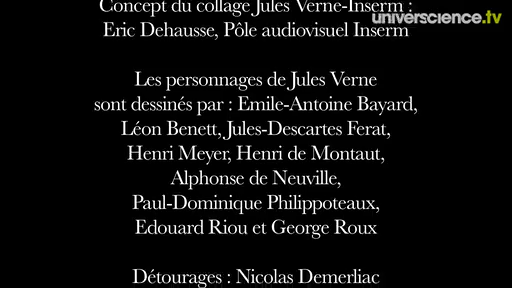 Concept du collage Jules Verne-Inserm :
universcience.tv
Eric Dehausse, Pôle audiovisuel Inserm
Les personnages de Jules Verne
sont dessinés par : Emile-Antoine Bayard,
Léon Benett, Jules-Descartes Ferat,
Henri Meyer, Henri de Montaut,
Alphonse de Neuville,
Paul-Dominique Philippoteaux,
Edouard Riou et George Roux
Détourages : Nicolas Demerliac